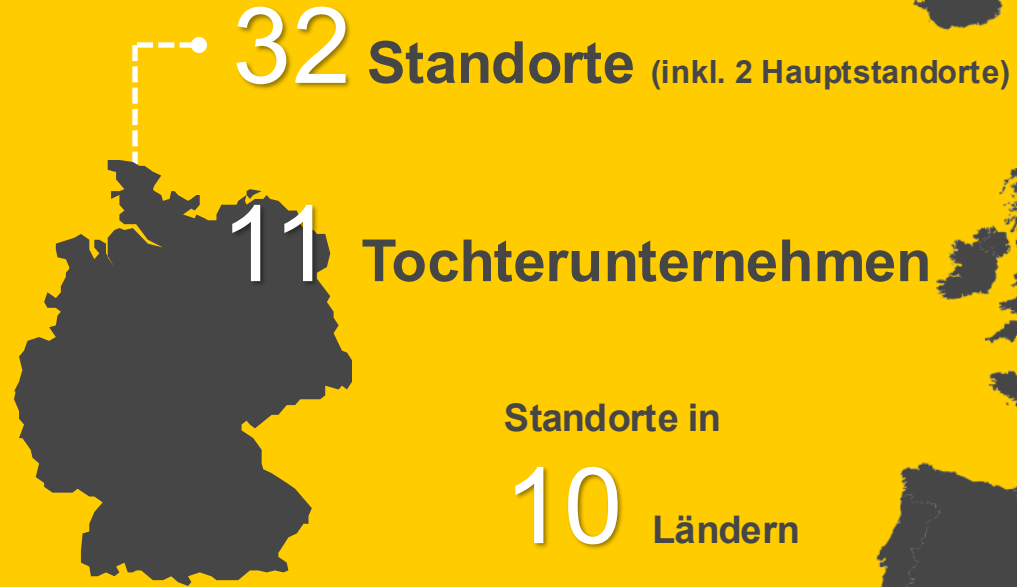 32 Standorte (inkl. 2 Hauptstandorte)
11 Tochterunternehmen
Standorte in
10 Ländern